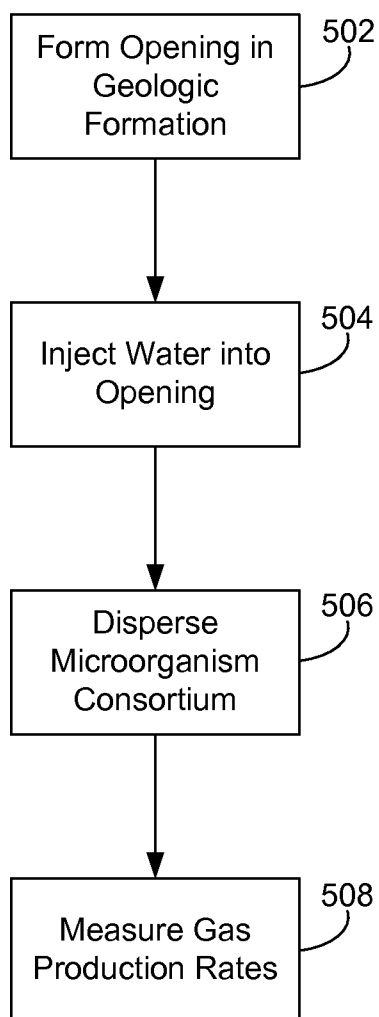 Form Opening in
Geologic
Formation
502
Inject Water into
Opening
504
Disperse
Microorganism
Consortium
506
Measure Gas
Production Rates
508